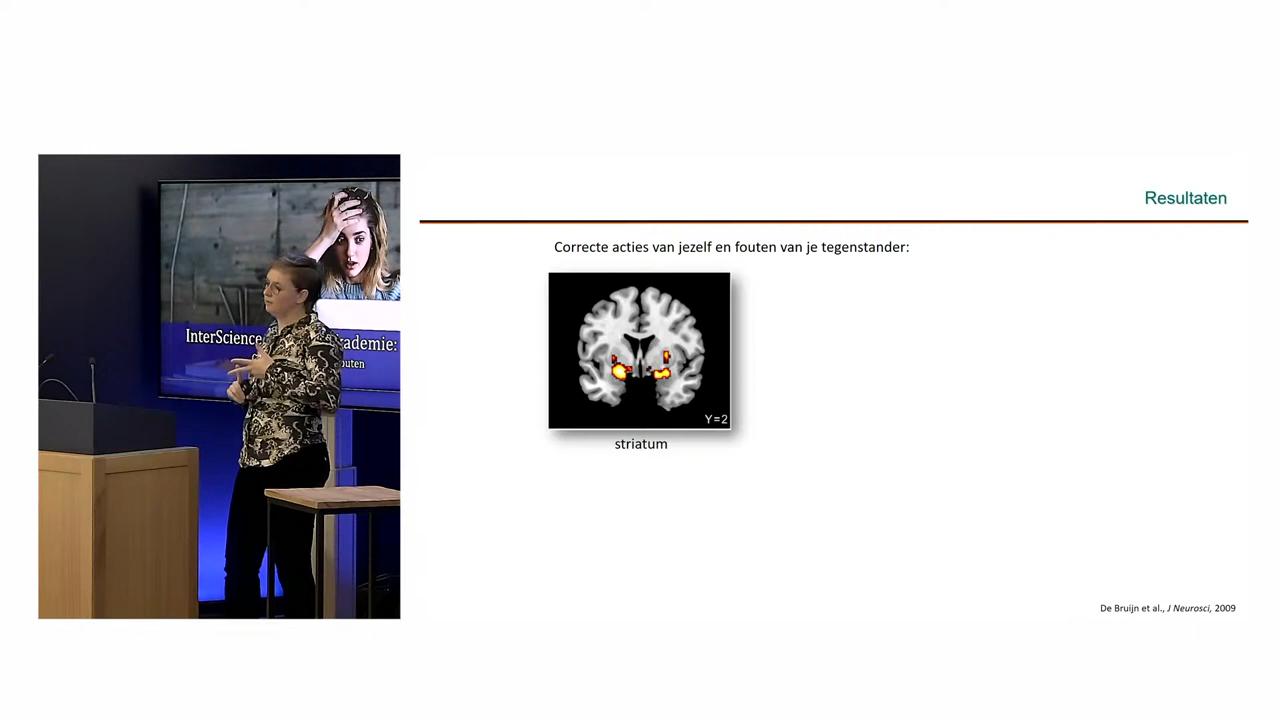 Resultaten
Correcte acties van jezelf en fouten van je tegenstander:
Y=2
striatum
De Bruijn et al., J Neurosci, 2009
InterScience
ademie:
outen